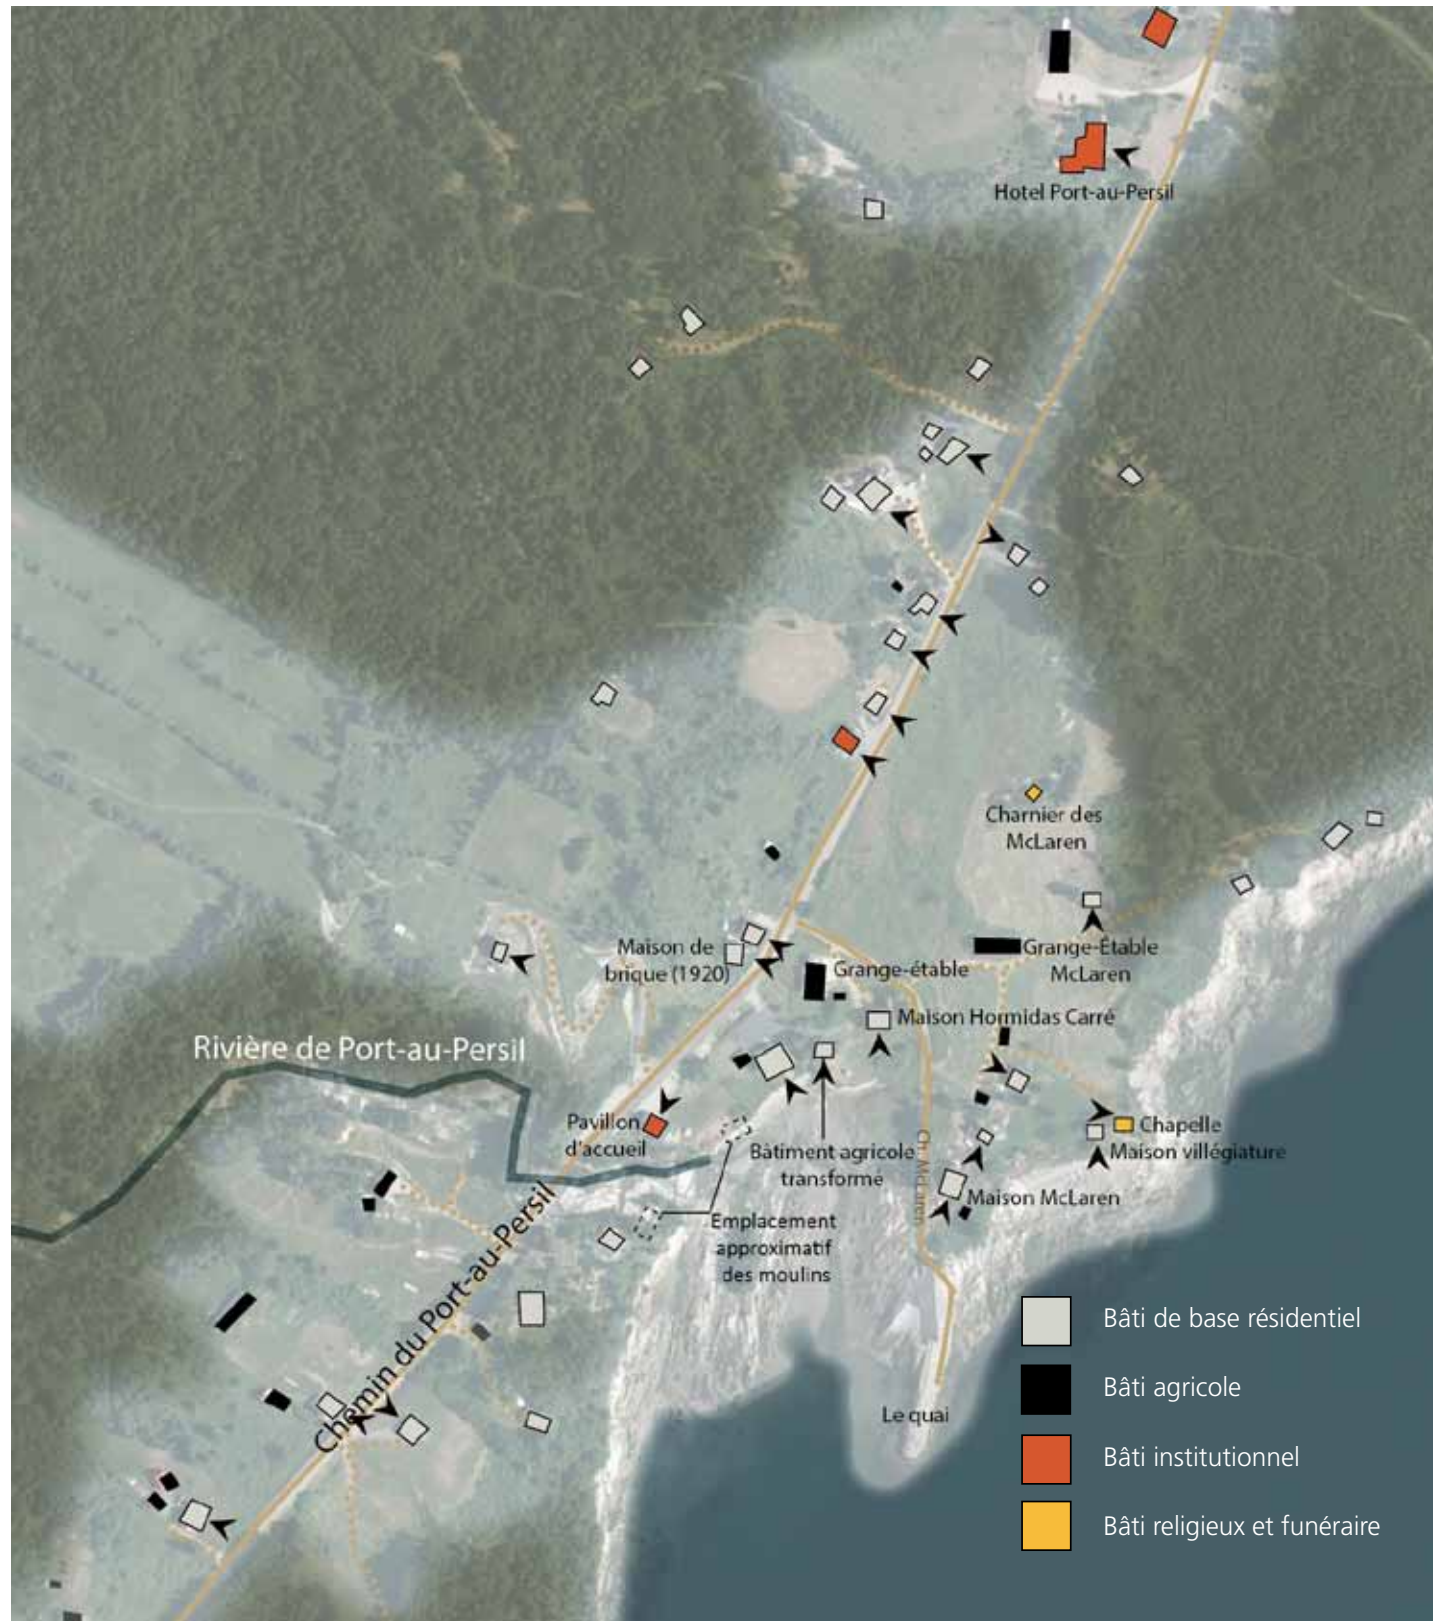 Hotel Port-au-Persil
Charnier des
McLaren
Maison de
brique (1920)
Grange-étable
Grange-Étable
McLaren
Maison Hormidas Carré
Rivière de Port-au-Persil
Pavillon
d'accueil
Bâtiment agricole
transformé
Ch. McLaren
Chapelle
Maison villégiature
Maison McLaren
Emplacement
approximatif
des moulins
Chemin du Port-au-Persil
Le quai
Bâti de base résidentiel
Bâti agricole
Bâti institutionnel
Bâti religieux et funéraire